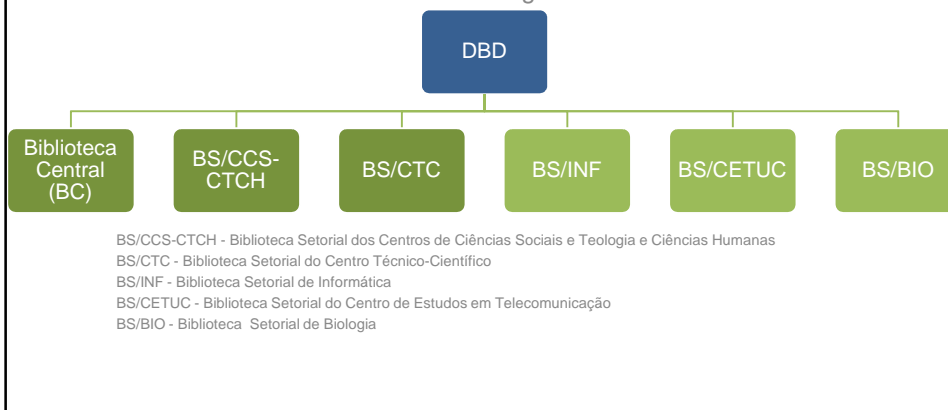 DBD
Biblioteca
Central
(BC)
BS/CCS-
CTCH
BS/CTC
BS/INF
BS/CETUC
BS/BIO
BS/CCS-CTCH - Biblioteca Setorial dos Centros de Ciências Sociais e Teologia e Ciências Humanas
BS/CTC - Biblioteca Setorial do Centro Técnico-Científico
BS/INF - Biblioteca Setorial de Informática
BS/CETUC - Biblioteca Setorial do Centro de Estudos em Telecomunicação
BS/BIO - Biblioteca Setorial de Biologia